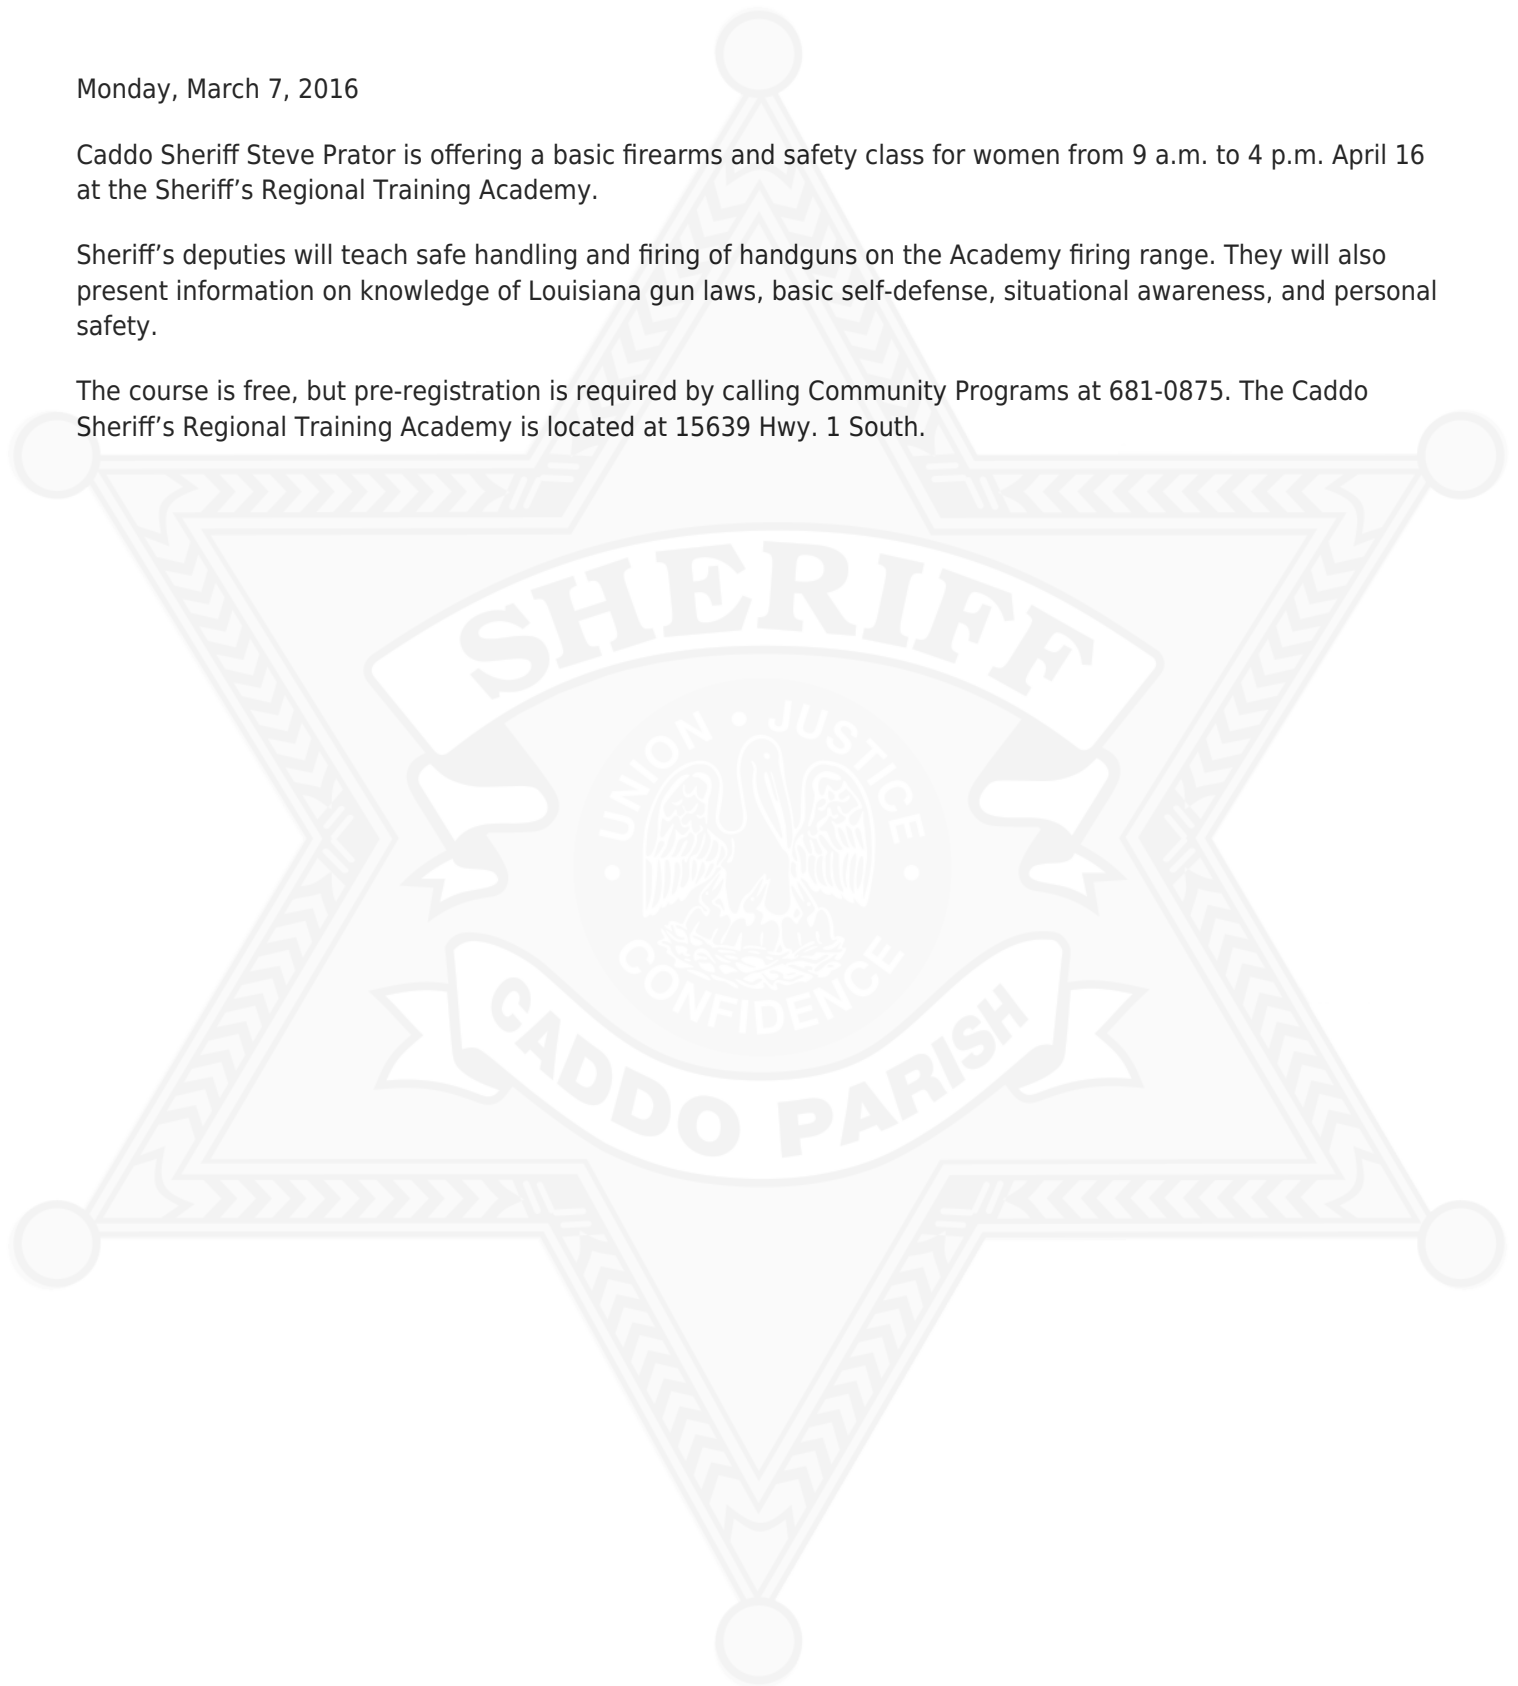 Monday, March 7, 2016
Caddo Sheriff Steve Prator is offering a basic firearms and safety class for women from 9 a.m. to 4 p.m. April 16
at the Sheriff’s Regional Training Academy.
Sheriff’s deputies will teach safe handling and firing of handguns on the Academy firing range. They will also
present information on knowledge of Louisiana gun laws, basic self-defense, situational awareness, and personal
safety.
The course is free, but pre-registration is required by calling Community Programs at 681-0875. The Caddo
Sheriff’s Regional Training Academy is located at 15639 Hwy. 1 South.
SHERIFF
UNION • JUSTICE
• CONFIDENCE •
CADDO PARISH